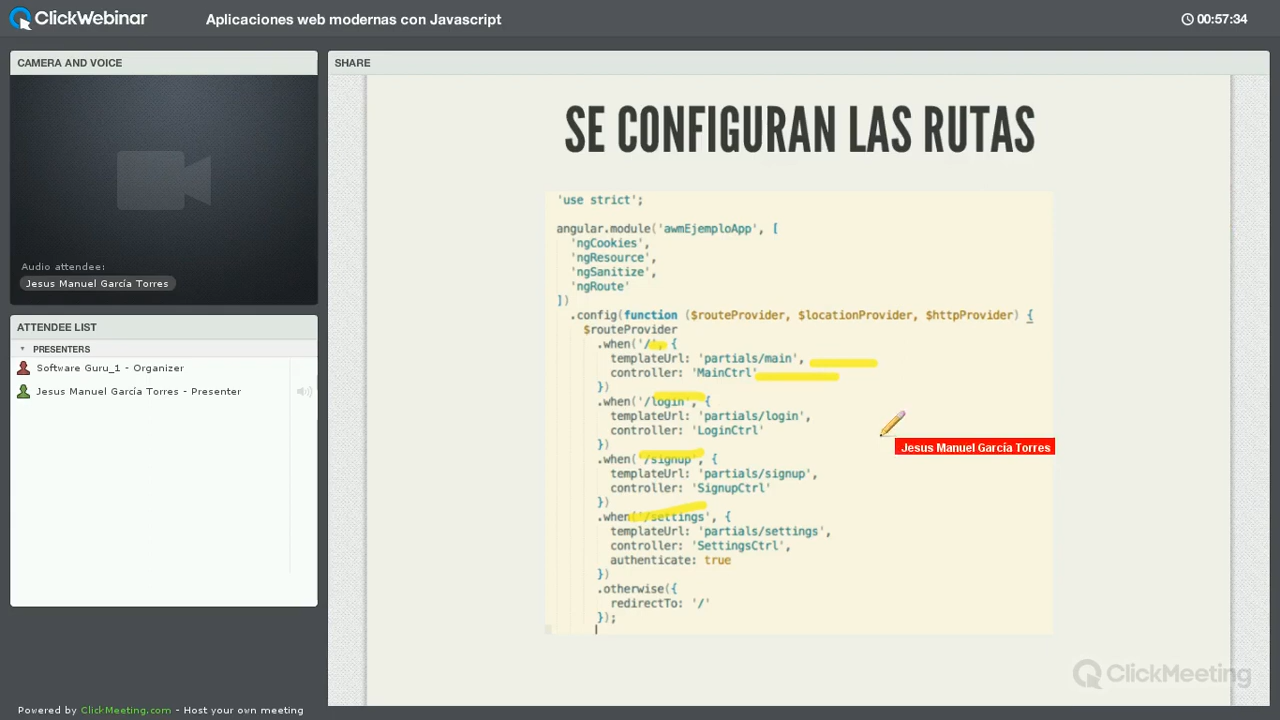 ClickWebinar
Aplicaciones web modernas con Javascript
00:57:34
CAMERA AND VOICE
Audio attendee:
Jesus Manuel García Torres
ATTENDEE LIST
PRESENTERS
Software Guru_1 - Organizer
Jesus Manuel Garcia Torres - Presenter
Powered by ClickMeeting.com - Host your own meeting
SHARE
SE CONFIGURAN LAS RUTAS
'use strict';
angular.module('awmEjemploApp', [
'ngCookies',
'ngResource',
'ngSanitize',
'ngRoute'
])
.config(function ($routeProvider, $locationProvider, $httpProvider) {
$routeProvider
.when('/', {
templateUrl: 'partials/main',
controller: 'MainCtrl'
})
.when('/login', {
templateUrl: 'partials/login',
controller: 'LoginCtrl'
})
.when('/signup', {
templateUrl: 'partials/signup',
controller: 'SignupCtrl'
})
.when('/settings', {
templateUrl: 'partials/settings',
controller: 'SettingsCtrl',
authenticate: true
})
.otherwise({
redirectTo: '/'
});
Jesus Manuel García Torres
ClickMeeting